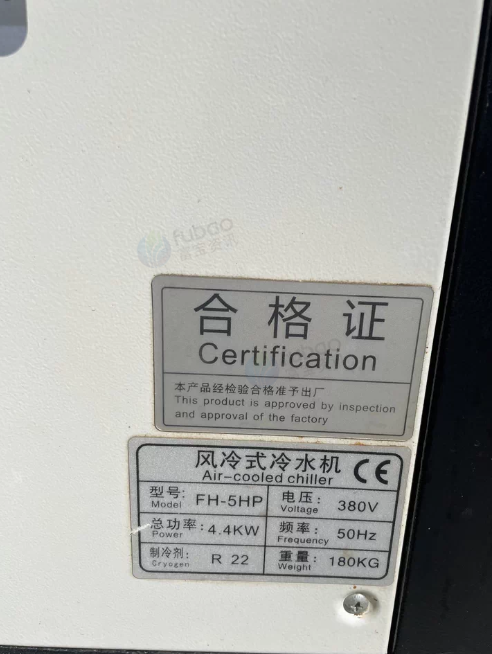 fubao
富宝资讯
合格证
Certification
本产品经检验合格准予出厂
This product is approved by inspection
and approval of the factory
风冷式冷水机 CE
Air-cooled chiller
型号: FH-5HP 电压: 380V
Model Voltage
总功率: 4.4KW 频率: 50Hz
Power Frequency
制冷剂: R 22 重量: 180KG
Cryogen Weight